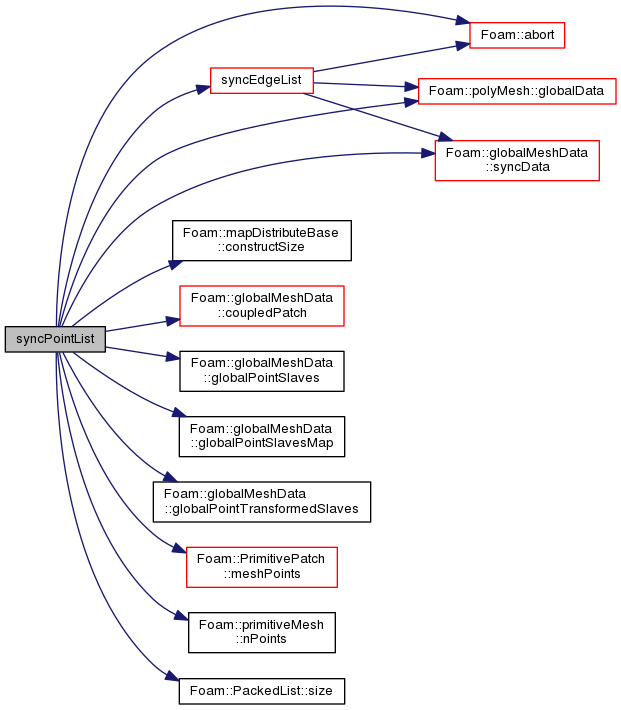 Foam::abort
syncEdgeList
Foam::polyMesh::globalData
Foam::globalMeshData
::syncData
Foam::mapDistributeBase
::constructSize
Foam::globalMeshData
::coupledPatch
syncPointList
Foam::globalMeshData
::globalPointSlaves
Foam::globalMeshData
::globalPointSlavesMap
Foam::globalMeshData
::globalPointTransformedSlaves
Foam::PrimitivePatch
::meshPoints
Foam::primitiveMesh
::nPoints
Foam::PackedList::size